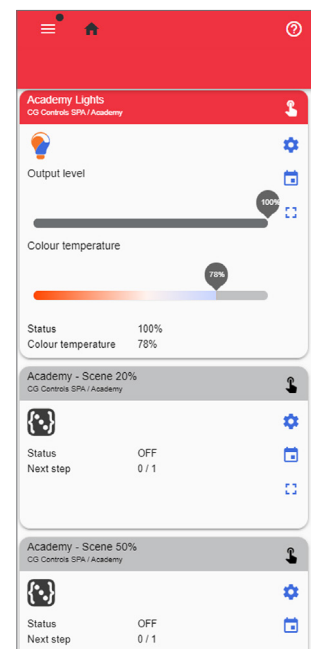 Academy Lights
CG Controls SPA / Academy
Output level
100%
Colour temperature
78%
Status 100%
Colour temperature 78%
Academy - Scene 20%
CG Controls SPA / Academy
Status OFF
Next step 0 / 1
Academy - Scene 50%
CG Controls SPA / Academy
Status OFF
Next step 0 / 1